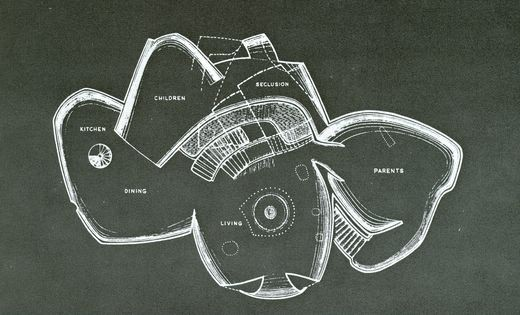 SECLUSION
CHILDREN
KITCHEN
PARENTS
DINING
LIVING